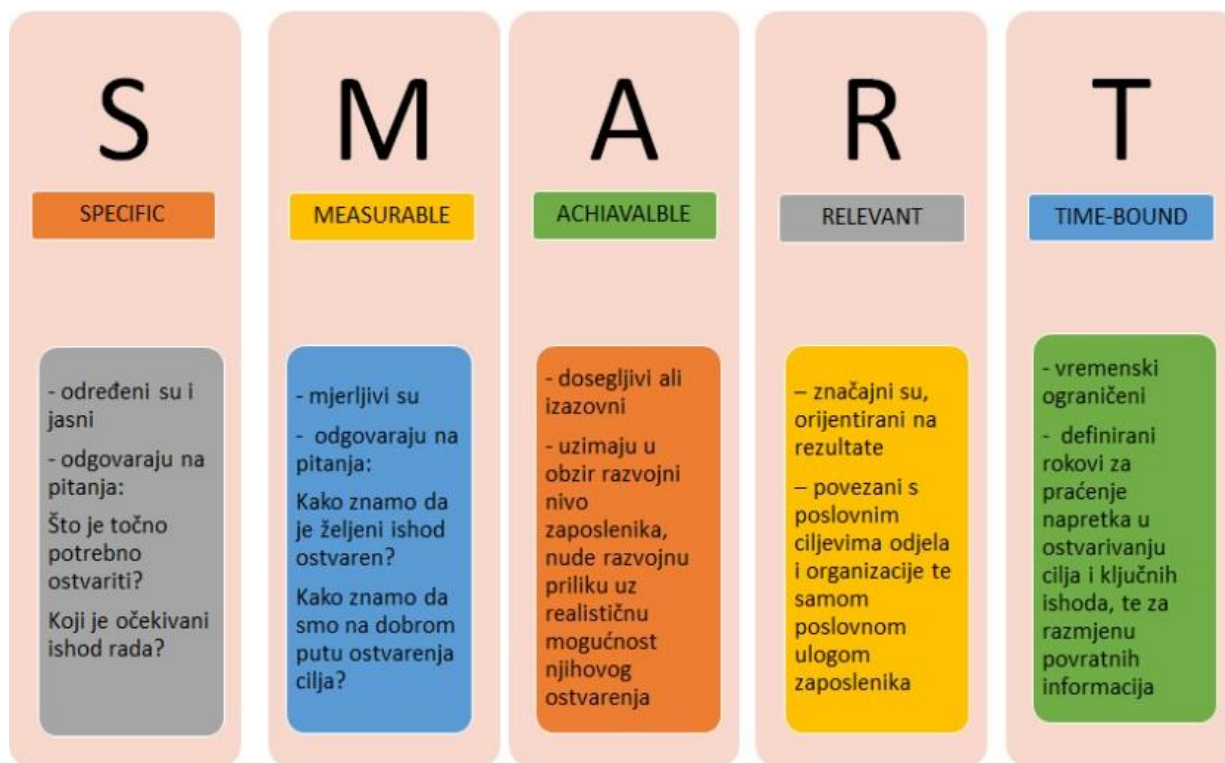 S
SPECIFIC
- određeni su i
jasni
- odgovaraju na
pitanja:
Što je točno
potrebno
ostvariti?
Koji je očekivani
ishod rada?
M
MEASURABLE
- mjerljivi su
- odgovaraju na
pitanja:
Kako znamo da
je željeni ishod
ostvaren?
Kako znamo da
smo na dobrom
putu ostvarenja
cilja?
A
ACHIAVALBLE
- dosegljivi ali
izazovni
- uzimaju u
obzir razvojni
nivo
zaposlenika,
nude razvojnu
priliku uz
realističnu
mogućnost
njihovog
ostvarenja
R
RELEVANT
– značajni su,
orijentirani na
rezultate
– povezani s
poslovnim
ciljevima odjela
i organizacije te
samom
poslovnom
ulogom
zaposlenika
T
TIME-BOUND
- vremenski
ograničeni
- definirani
rokovi za
praćenje
napretka u
ostvarivanju
cilja i ključnih
ishoda, te za
razmjenu
povratnih
informacija